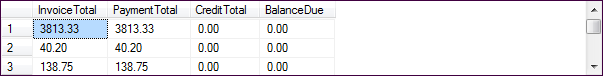 InvoiceTotal PaymentTotal CreditTotal BalanceDue
1 3813.33 3813.33 0.00 0.00
2 40.20 40.20 0.00 0.00
3 138.75 138.75 0.00 0.00